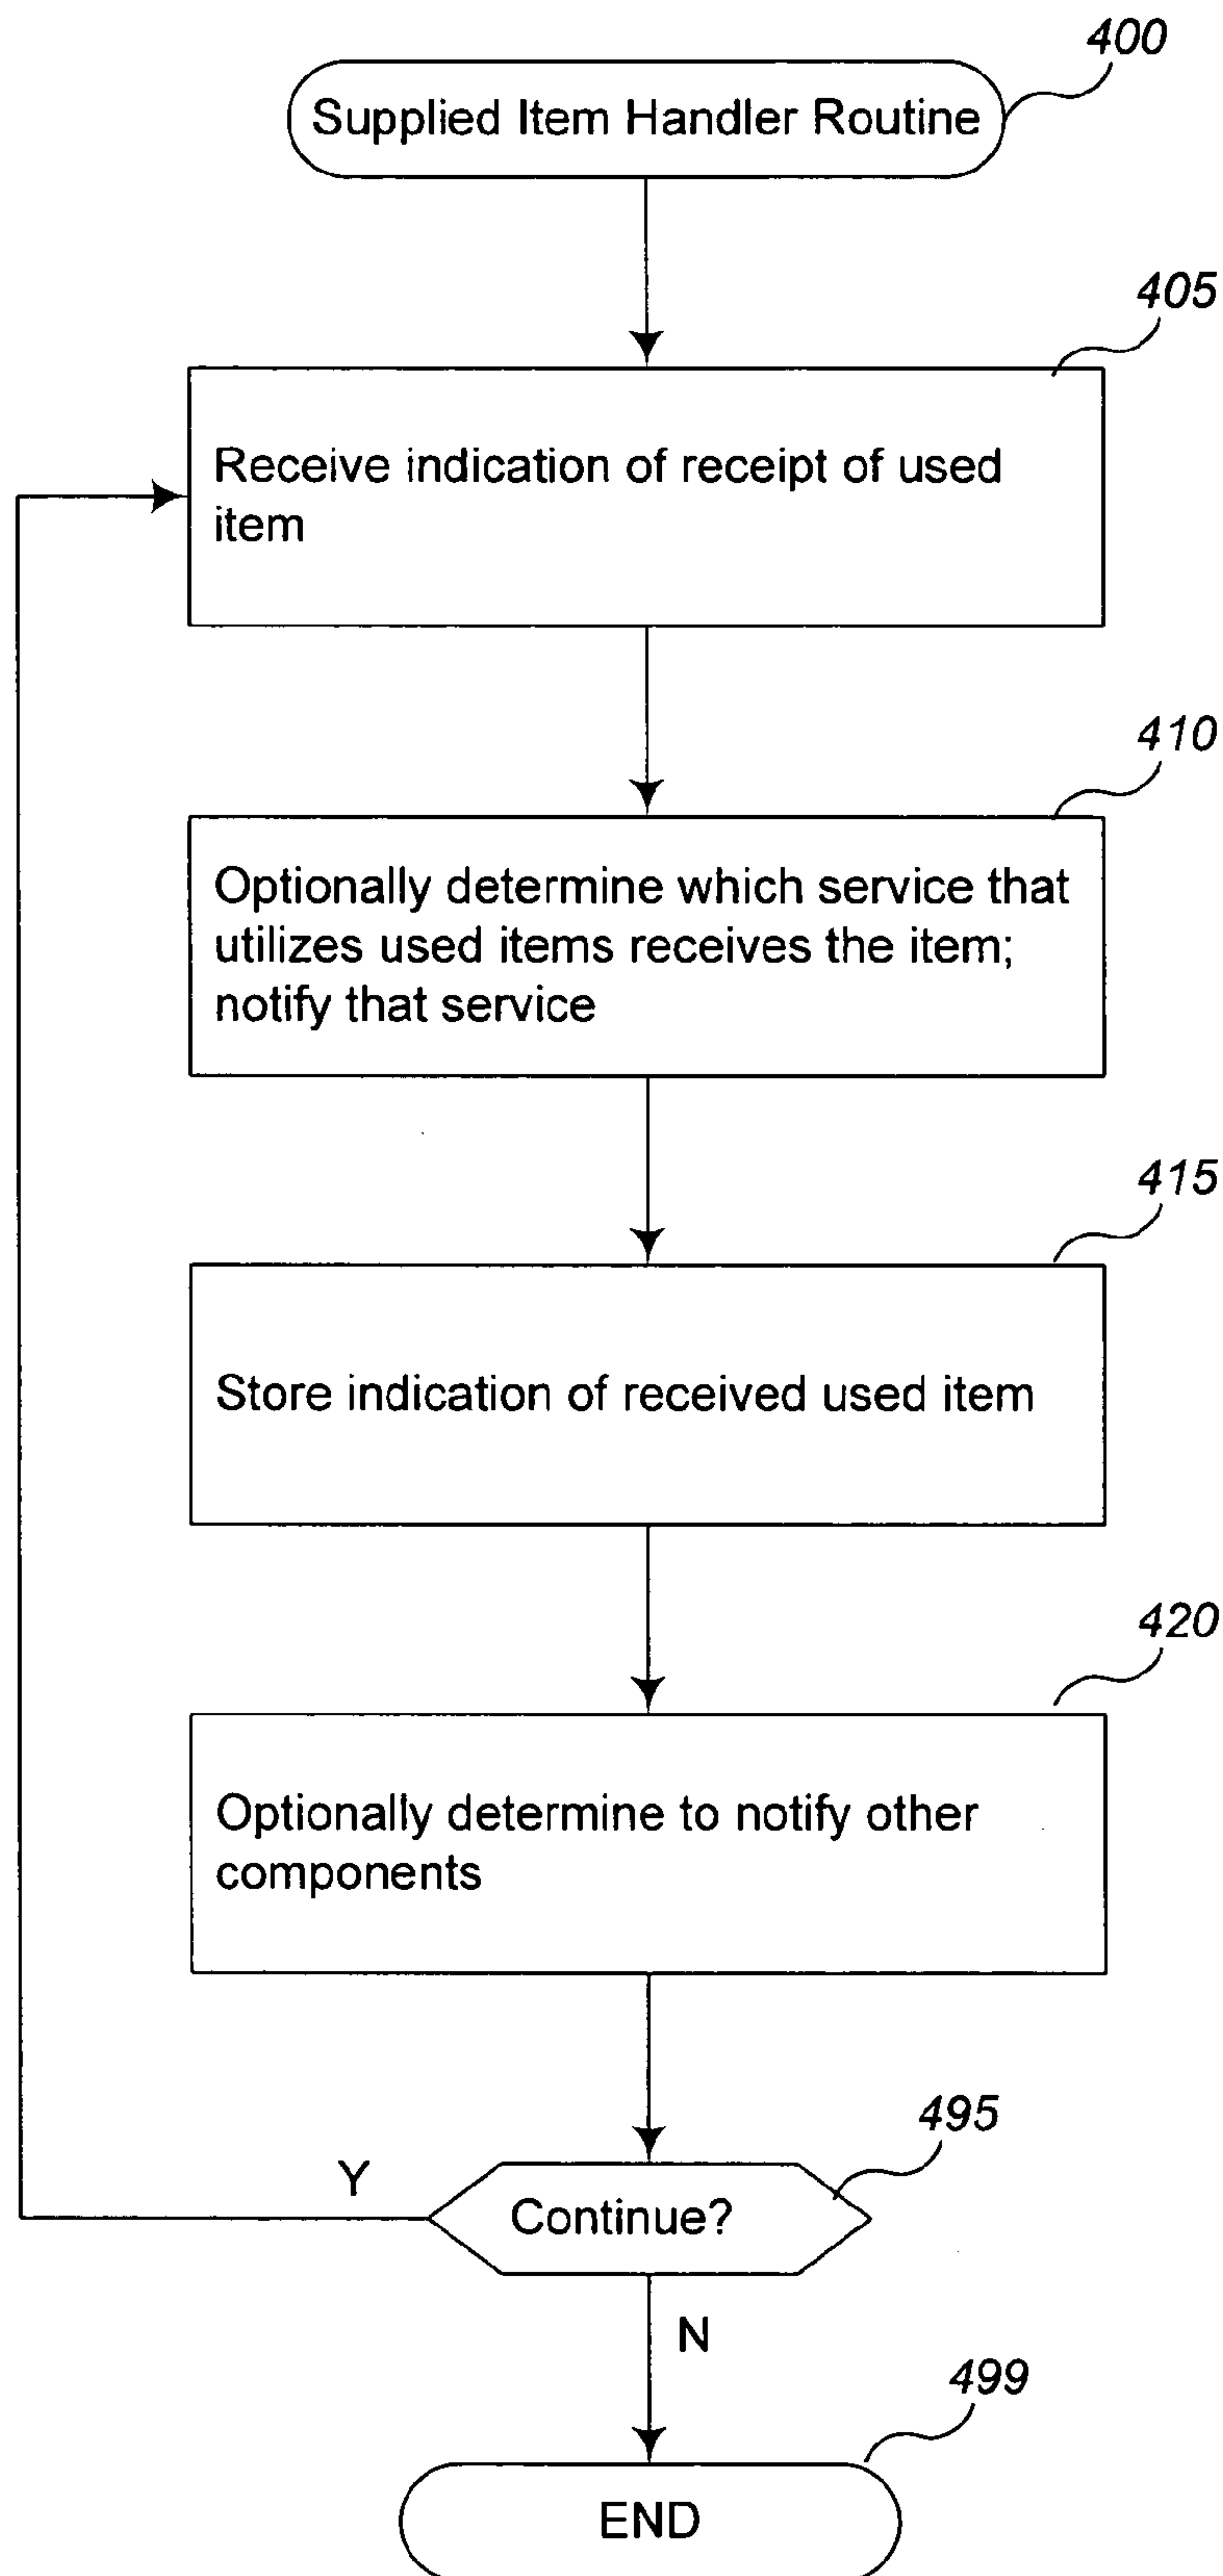 400
Supplied Item Handler Routine
405
Receive indication of receipt of used
item
410
Optionally determine which service that
utilizes used items receives the item;
notify that service
415
Store indication of received used item
420
Optionally determine to notify other
components
495
Y
Continue?
N
499
END